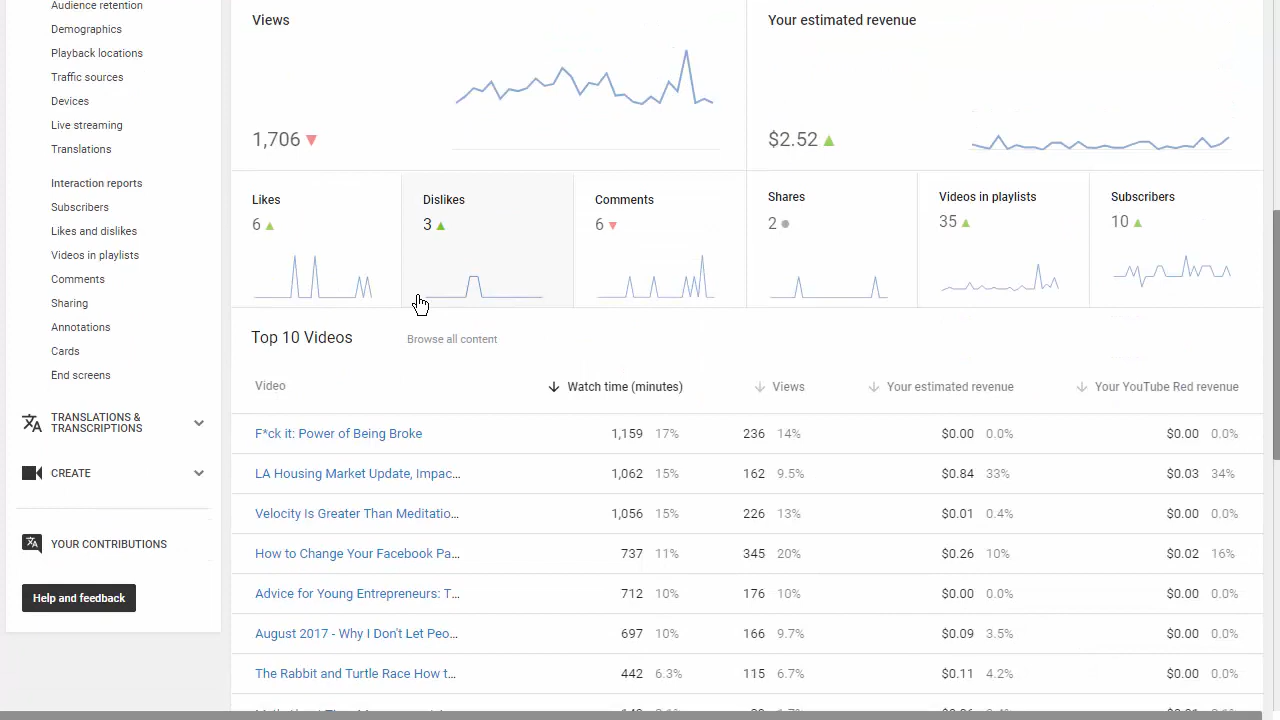 Audience retention
Demographics
Playback locations
Traffic sources
Devices
Live streaming
Translations
Interaction reports
Subscribers
Likes and dislikes
Videos in playlists
Comments
Sharing
Annotations
Cards
End screens
TRANSLATIONS &
TRANSCRIPTIONS
CREATE
YOUR CONTRIBUTIONS
Help and feedback
Views
1,706
Your estimated revenue
$2.52
Likes
6
Dislikes
3
Comments
6
Shares
2
Videos in playlists
35
Subscribers
10
Top 10 Videos Browse all content
Video Watch time (minutes) Views Your estimated revenue Your YouTube Red revenue
F*ck it: Power of Being Broke 1,159 17% 236 14% $0.00 0.0% $0.00 0.0%
LA Housing Market Update, Impac... 1,062 15% 162 9.5% $0.84 33% $0.03 34%
Velocity Is Greater Than Meditatio... 1,056 15% 226 13% $0.01 0.4% $0.00 0.0%
How to Change Your Facebook Pa... 737 11% 345 20% $0.26 10% $0.02 16%
Advice for Young Entrepreneurs: T... 712 10% 176 10% $0.00 0.0% $0.00 0.0%
August 2017 - Why I Don't Let Peo... 697 10% 166 9.7% $0.09 3.5% $0.00 0.0%
The Rabbit and Turtle Race How t... 442 6.3% 115 6.7% $0.11 4.2% $0.00 0.0%